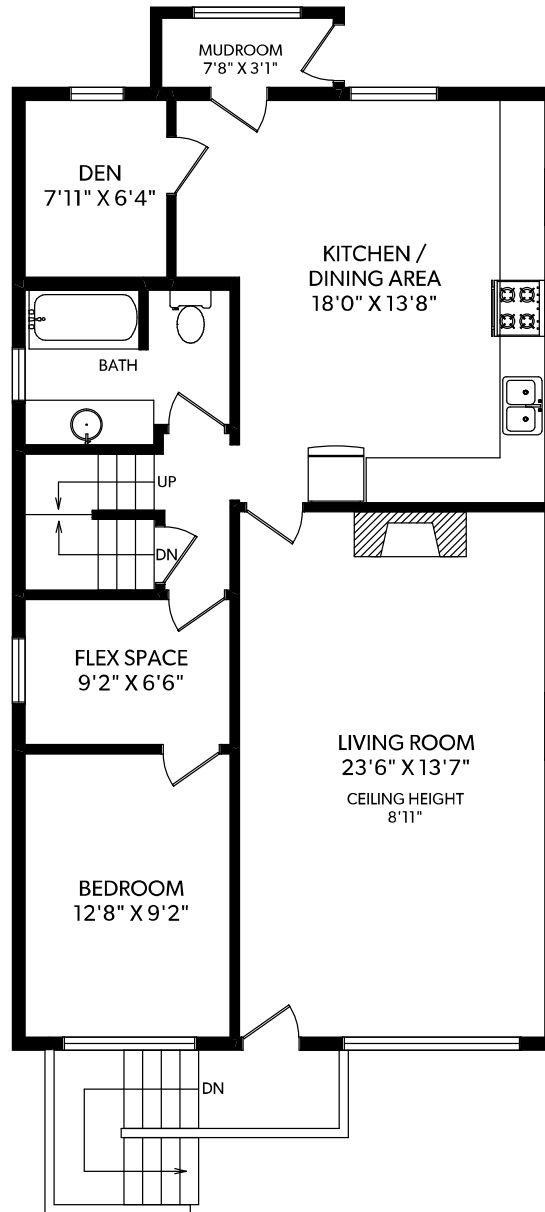 MUDROOM
7'8" X 3'1"
DEN
7'11" X 6'4"
KITCHEN /
DINING AREA
18'0" X 13'8"
BATH
UP
DN
FLEX SPACE
9'2" X 6'6"
LIVING ROOM
23'6" X 13'7"
CEILING HEIGHT
8'11"
BEDROOM
12'8" X 9'2"
DN